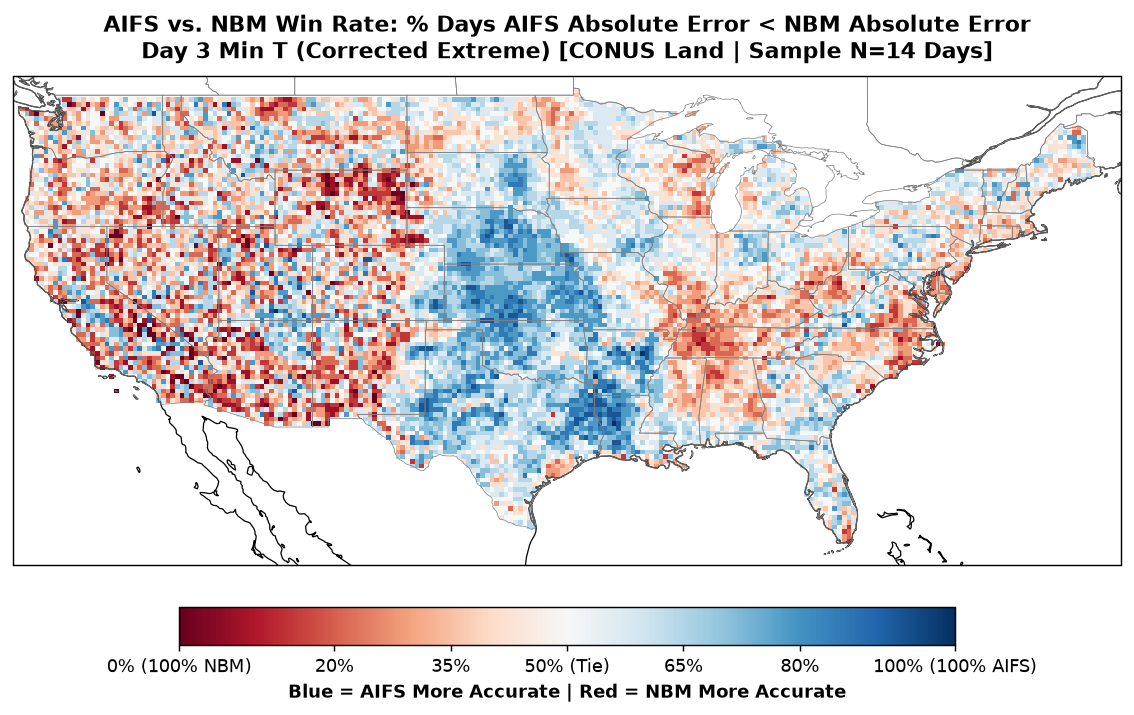 AIFS vs. NBM Win Rate: % Days AIFS Absolute Error < NBM Absolute Error
Day 3 Min T (Corrected Extreme) [CONUS Land | Sample N=14 Days]
0% (100% NBM) 20% 35% 50% (Tie) 65% 80% 100% (100% AIFS)
Blue = AIFS More Accurate | Red = NBM More Accurate